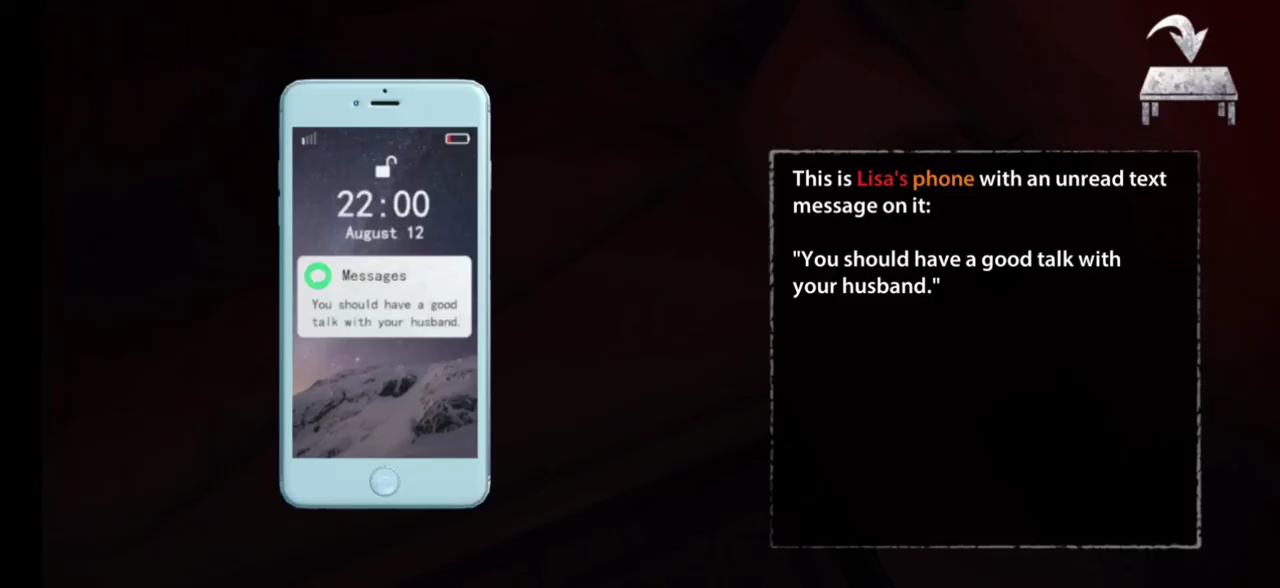 22:00
August 12
Messages
You should have a good
talk with your husband.
This is Lisa's phone with an unread text
message on it:
"You should have a good talk with
your husband."